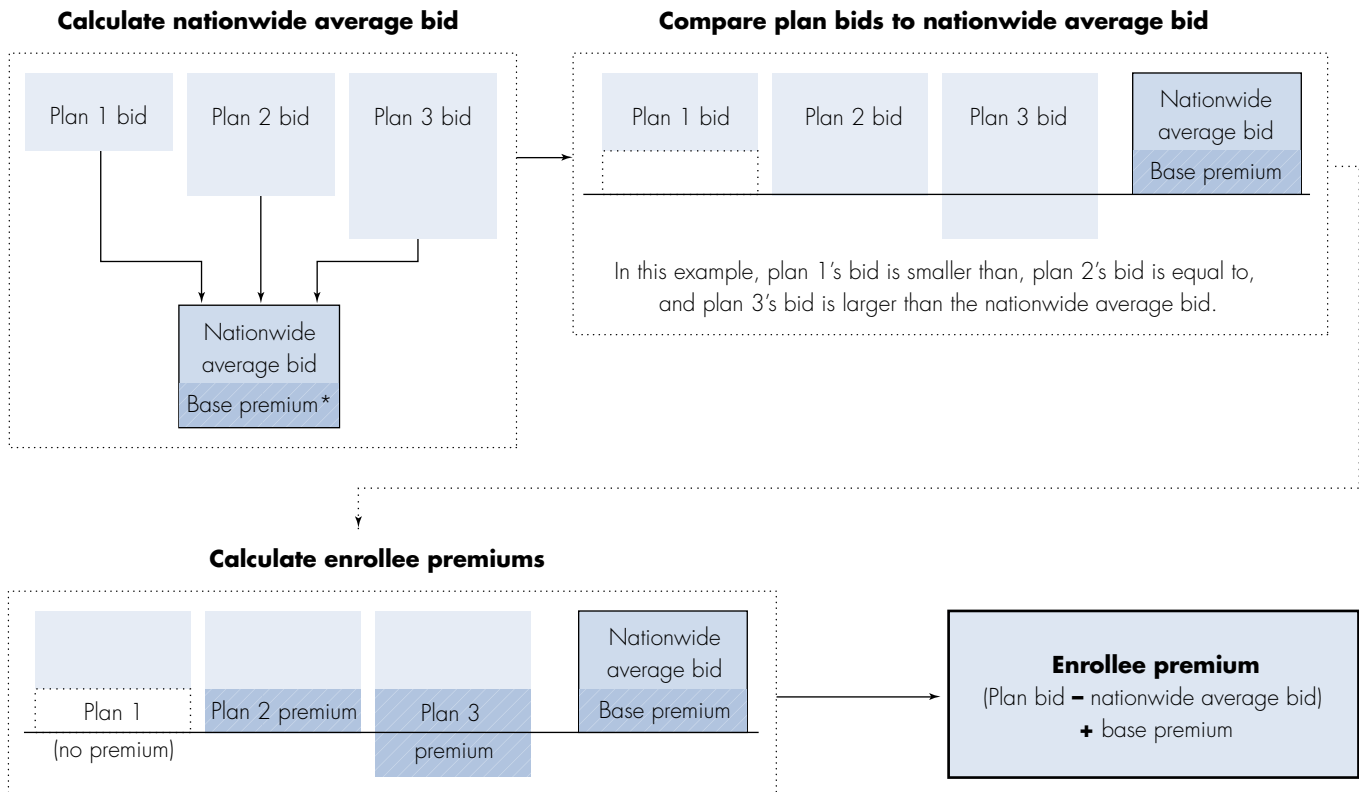 Calculate nationwide average bid
Plan 1 bid
Plan 2 bid
Plan 3 bid
Nationwide
average bid
Base premium*
Compare plan bids to nationwide average bid
Plan 1 bid
Plan 2 bid
Plan 3 bid
Nationwide
average bid
Base premium
In this example, plan 1’s bid is smaller than, plan 2’s bid is equal to,
and plan 3’s bid is larger than the nationwide average bid.
Calculate enrollee premiums
Plan 1
(no premium)
Plan 2 premium
Plan 3
premium
Nationwide
average bid
Base premium
Enrollee premium
(Plan bid – nationwide average bid)
+ base premium